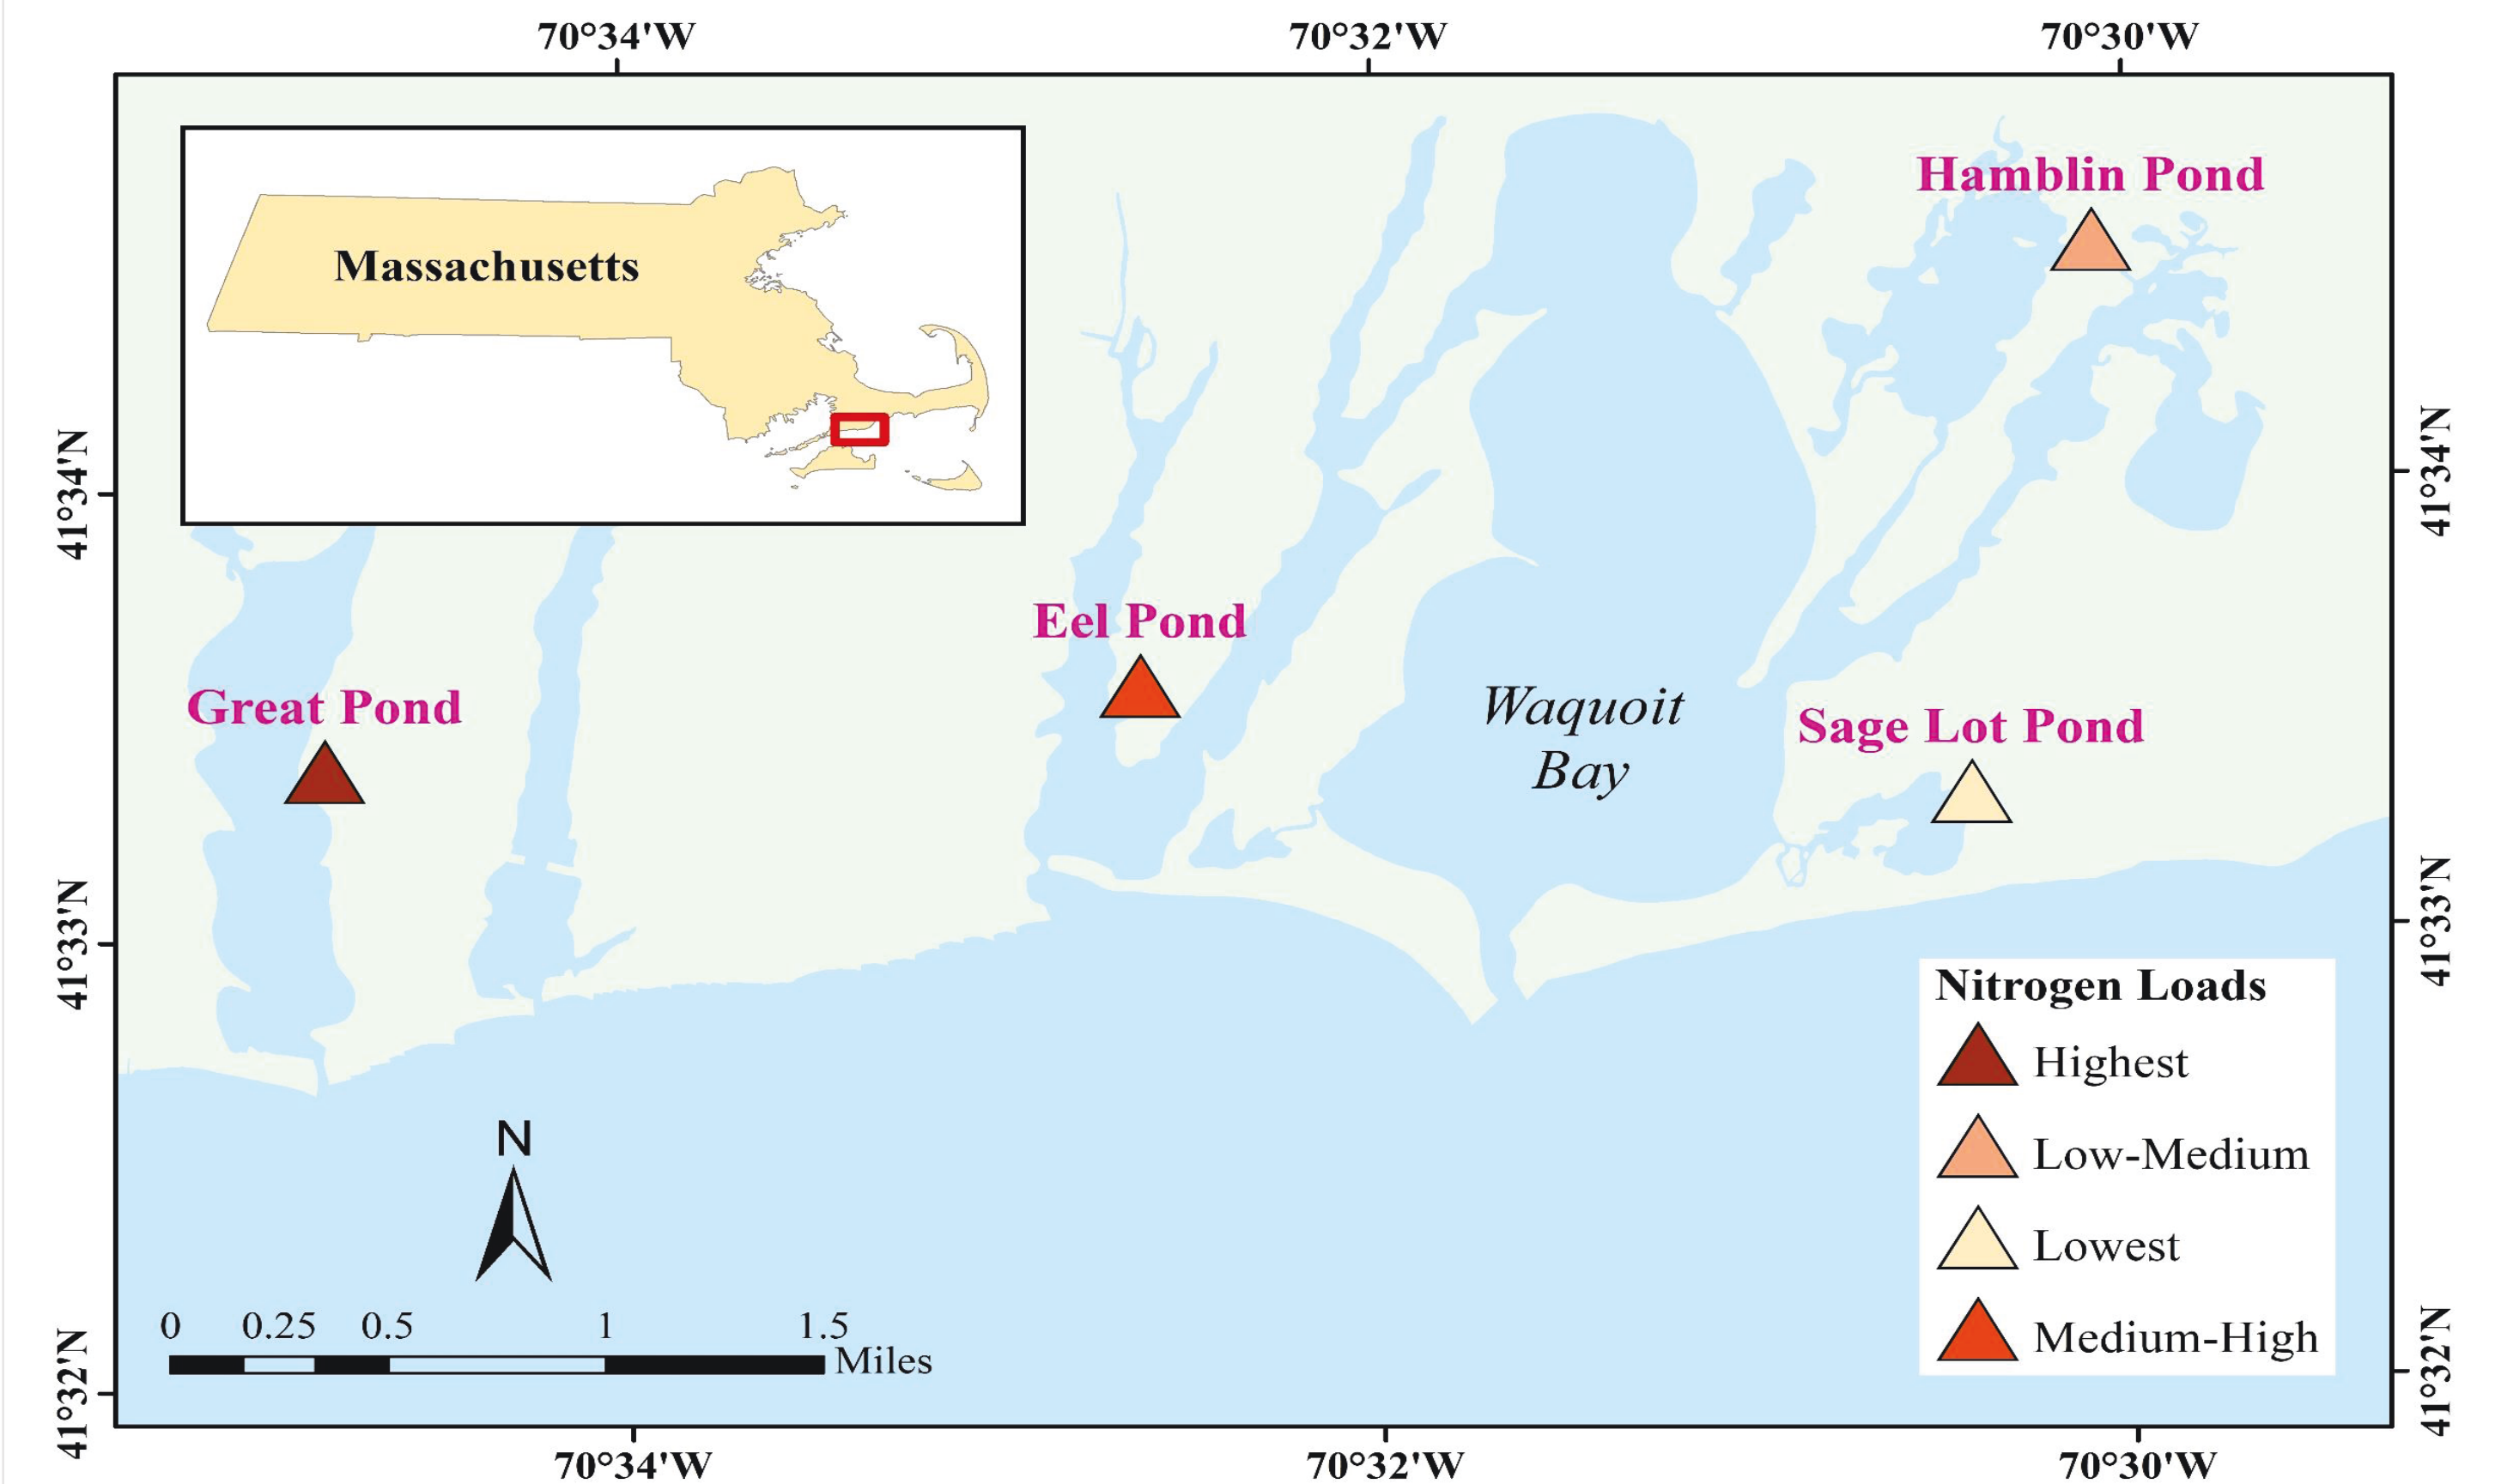 70°34'W
70°32'W
70°30'W
Hamblin Pond
Massachusetts
41°34'N
41°34'N
Eel Pond
Great Pond
Waquoit
Bay
Sage Lot Pond
41°33'N
41°33'N
Nitrogen Loads
Highest
Low-Medium
Lowest
Medium-High
N
0 0.25 0.5 1 1.5
Miles
41°32'N
41°32'N
70°34'W
70°32'W
70°30'W